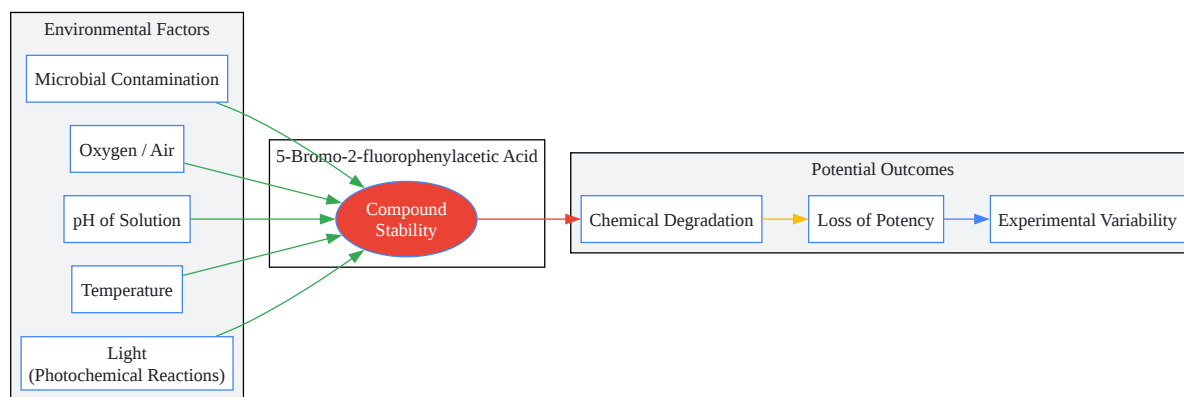 Environmental Factors
Microbial Contamination
Oxygen / Air
pH of Solution
Temperature
Light
(Photochemical Reactions)
5-Bromo-2-fluorophenylacetic Acid
Compound
Stability
Potential Outcomes
Chemical Degradation
Loss of Potency
Experimental Variability